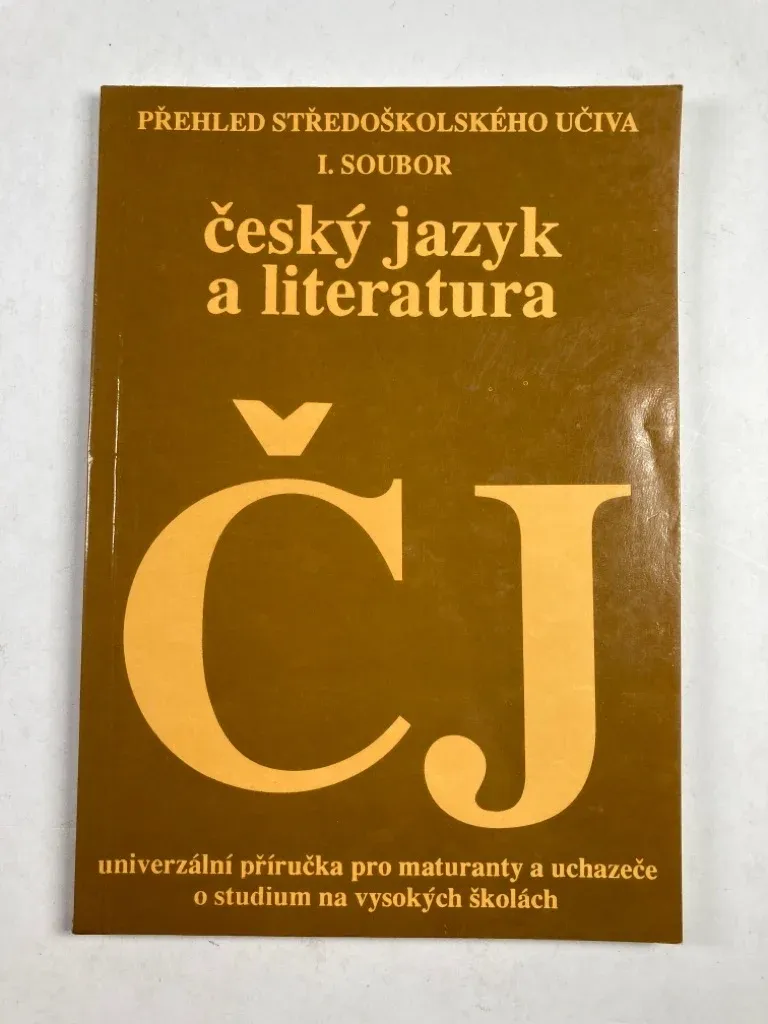 PŘEHLED STŘEDOŠKOLSKÉHO UČIVA
I. SOUBOR
český jazyk
a literatura
ČJ
univerzální příručka pro maturanty a uchazeče
o studium na vysokých školách